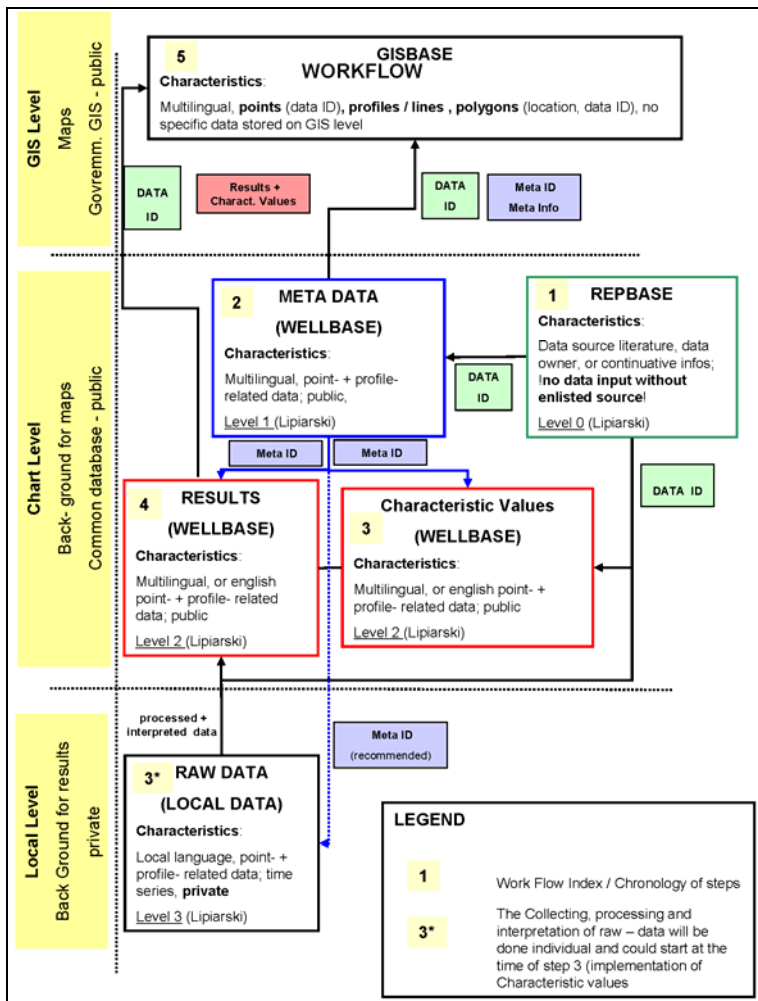 GIS Level
Maps
Govremm. GIS - public
5
GISBASE
WORKFLOW
Characteristics:
Multilingual, points (data ID), profiles / lines , polygons (location, data ID), no
specific data stored on GIS level
DATA
ID
Results +
Charact. Values
DATA
ID
Meta ID
Meta Info
Chart Level
Back- ground for maps
Common database - public
2
META DATA
(WELLBASE)
Characteristics:
Multilingual, point- + profile-
related data; public,
Level 1 (Lipiarski)
1
REPBASE
Characteristics:
Data source literature, data
owner, or continuative infos;
!no data input without
enlisted source!
Level 0 (Lipiarski)
DATA
ID
Meta ID
Meta ID
DATA ID
4
RESULTS
(WELLBASE)
Characteristics:
Multilingual, or english
point- + profile- related
data; public
Level 2 (Lipiarski)
Characteristic Values
3
(WELLBASE)
Characteristics:
Multilingual, or english point- +
profile- related data; public
Level 2 (Lipiarski)
Local Level
Back Ground for results
private
processed +
interpreted data
Meta ID
(recommended)
3*
RAW DATA
(LOCAL DATA)
Characteristics:
Local language, point- +
profile- related data; time
series, private
Level 3 (Lipiarski)
LEGEND
1
Work Flow Index / Chronology of steps
3*
The Collecting, processing and
interpretation of raw – data will be
done individual and could start at the
time of step 3 (implementation of
Characteristic values